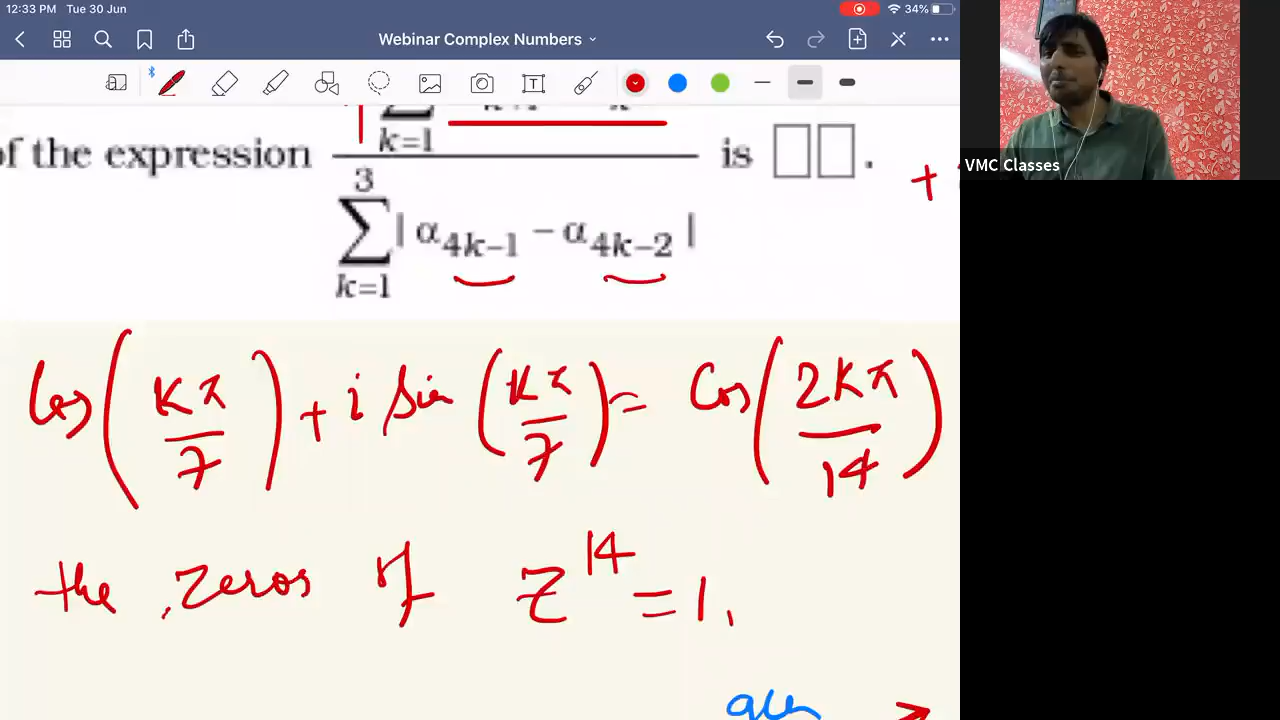 12:33 PM Tue 30 Jun
34%
Webinar Complex Numbers
VMC Classes
k=1
of the expression
is
.
+
3
∑ | α4k−1 − α4k−2 |
k=1
Cos(kπ/7) + i Sin(kπ/7) = Cos(2kπ/14)
the zeros of z^14 = 1.